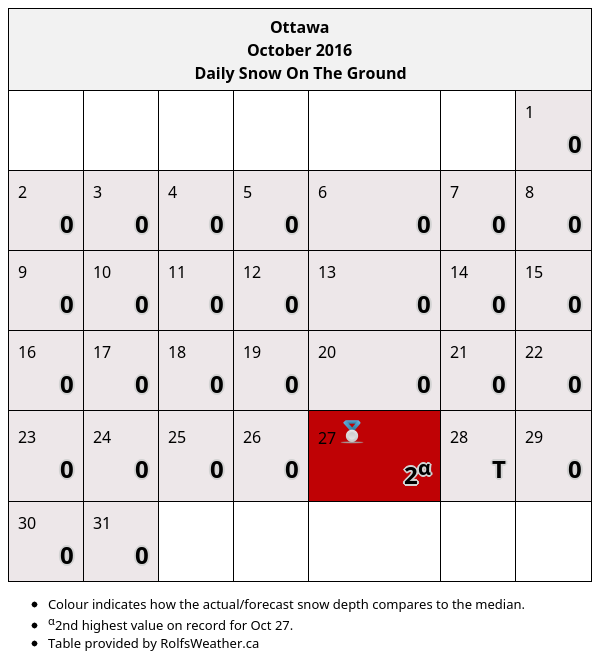 Ottawa
October 2016
Daily Snow On The Ground
1
0
2 3 4 5 6 7 8
0 0 0 0 0 0 0
9 10 11 12 13 14 15
0 0 0 0 0 0 0
16 17 18 19 20 21 22
0 0 0 0 0 0 0
23 24 25 26 27 28 29
0 0 0 0 2ᵅ T 0
30 31
0 0
• Colour indicates how the actual/forecast snow depth compares to the median.
• ᵅ2nd highest value on record for Oct 27.
• Table provided by RolfsWeather.ca